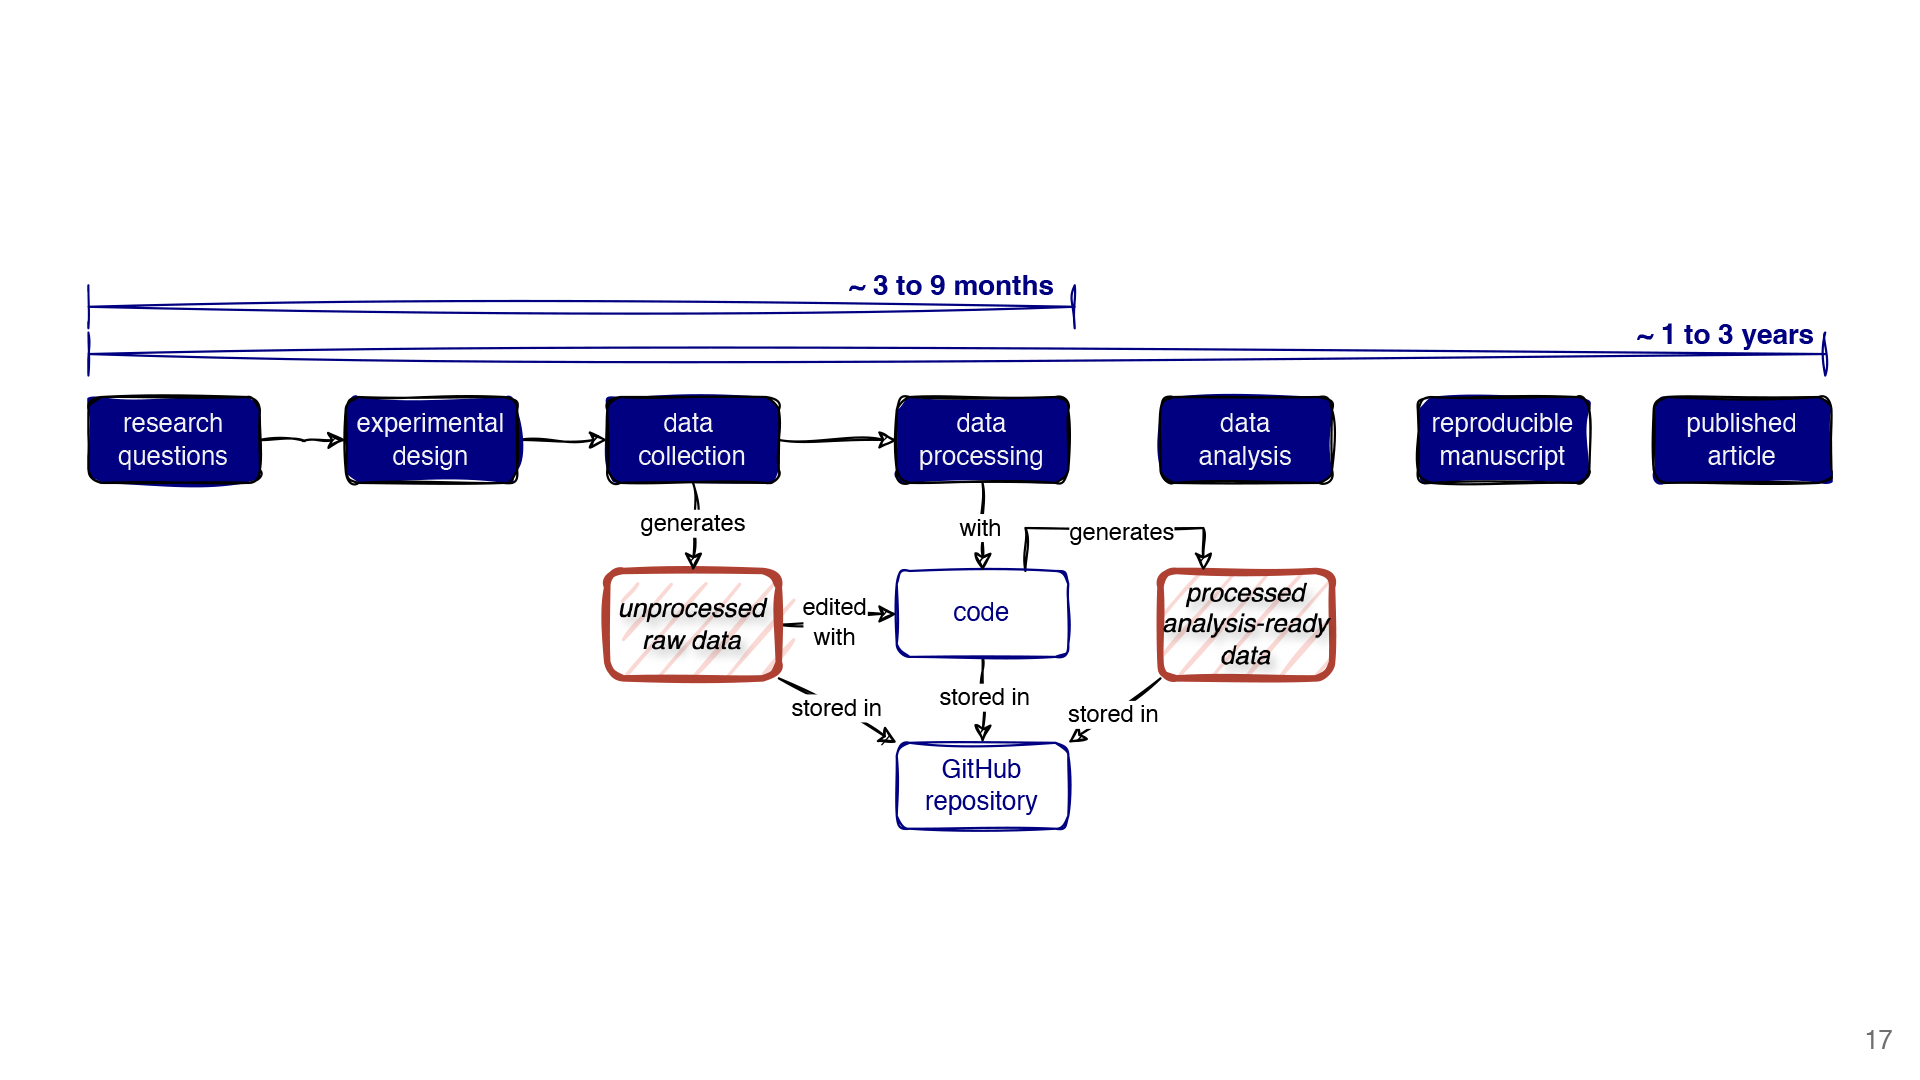 ~ 3 to 9 months
~ 1 to 3 years
research
questions
experimental
design
data
collection
data
processing
data
analysis
reproducible
manuscript
published
article
generates
with
generates
unprocessed
raw data
edited
with
code
processed
analysis-ready
data
stored in
stored in
stored in
GitHub
repository
17